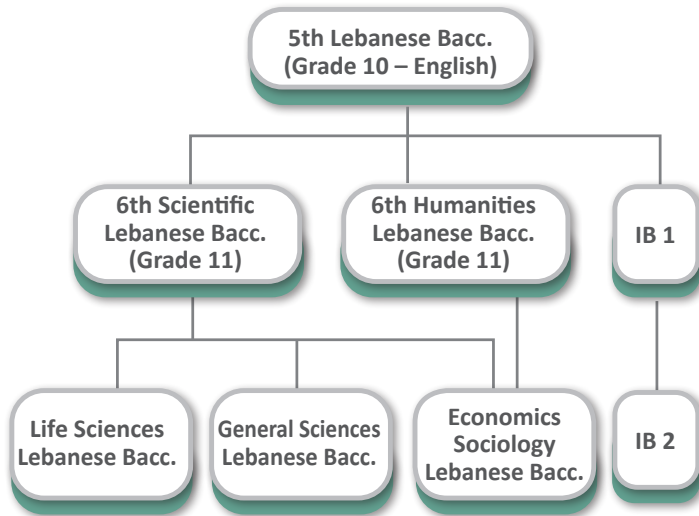 5th Lebanese Bacc.
(Grade 10 – English)
6th Scientific
Lebanese Bacc.
(Grade 11)
6th Humanities
Lebanese Bacc.
(Grade 11)
IB 1
Life Sciences
Lebanese Bacc.
General Sciences
Lebanese Bacc.
Economics
Sociology
Lebanese Bacc.
IB 2